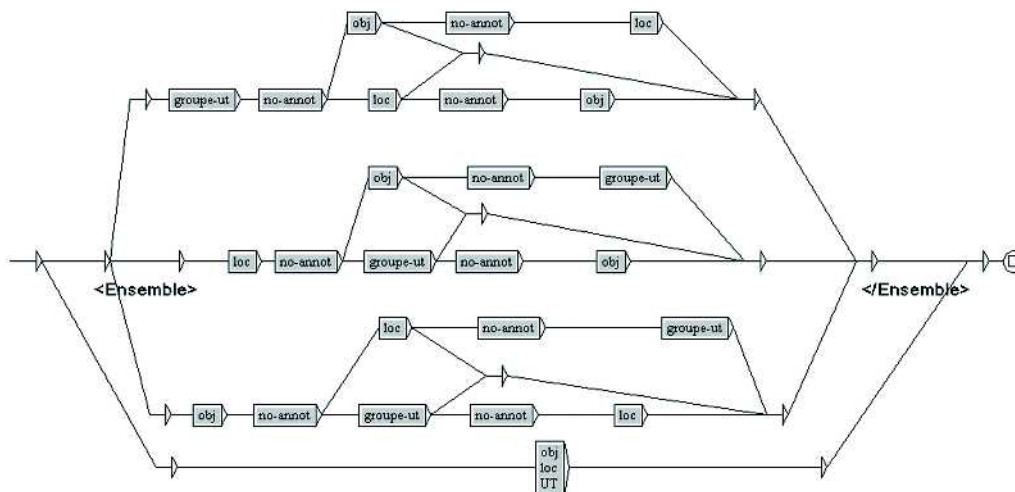 obj no-annot loc
groupe-ut no-annot loc no-annot obj
obj no-annot groupe-ut
loc no-annot groupe-ut no-annot obj
<Ensemble> </Ensemble>
loc no-annot groupe-ut
obj no-annot groupe-ut no-annot loc
obj
loc
UT